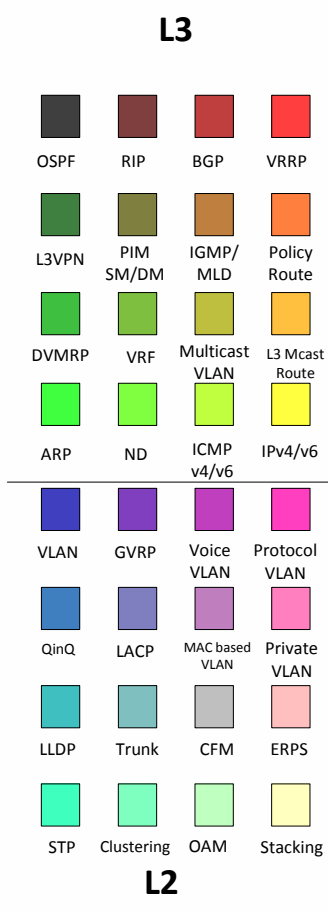 L3
OSPF RIP BGP VRRP
L3VPN PIM SM/DM IGMP/ MLD Policy Route
DVMRP VRF Multicast VLAN L3 Mcast Route
ARP ND ICMP v4/v6 IPv4/v6
VLAN GVRP Voice VLAN Protocol VLAN
QinQ LACP MAC based VLAN Private VLAN
LLDP Trunk CFM ERPS
STP Clustering OAM Stacking
L2